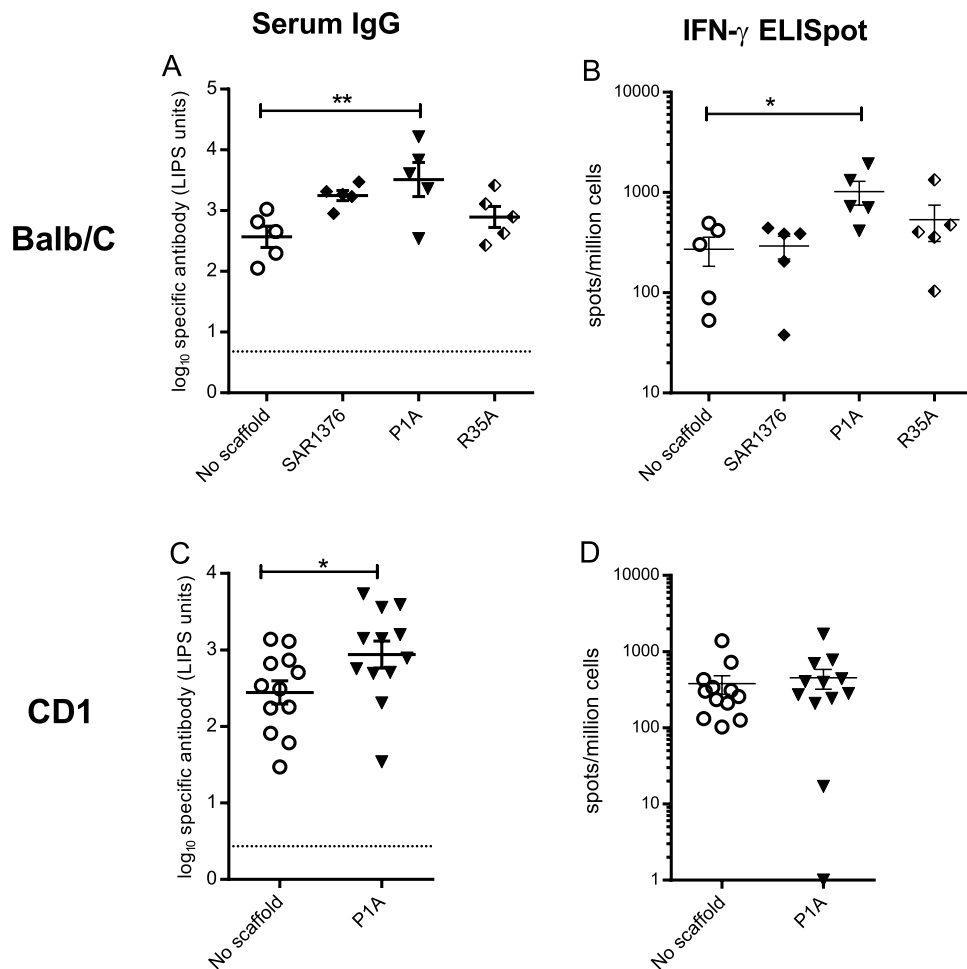 Serum IgG
IFN-γ ELISpot
Balb/C
CD1
A
log10 specific antibody (LIPS units)
5
4
3
2
1
0
**
No scaffold
SAR1376
P1A
R35A
B
spots/million cells
10000
1000
100
10
*
No scaffold
SAR1376
P1A
R35A
C
log10 specific antibody (LIPS units)
4
3
2
1
0
*
No scaffold
P1A
D
spots/million cells
10000
1000
100
10
1
No scaffold
P1A